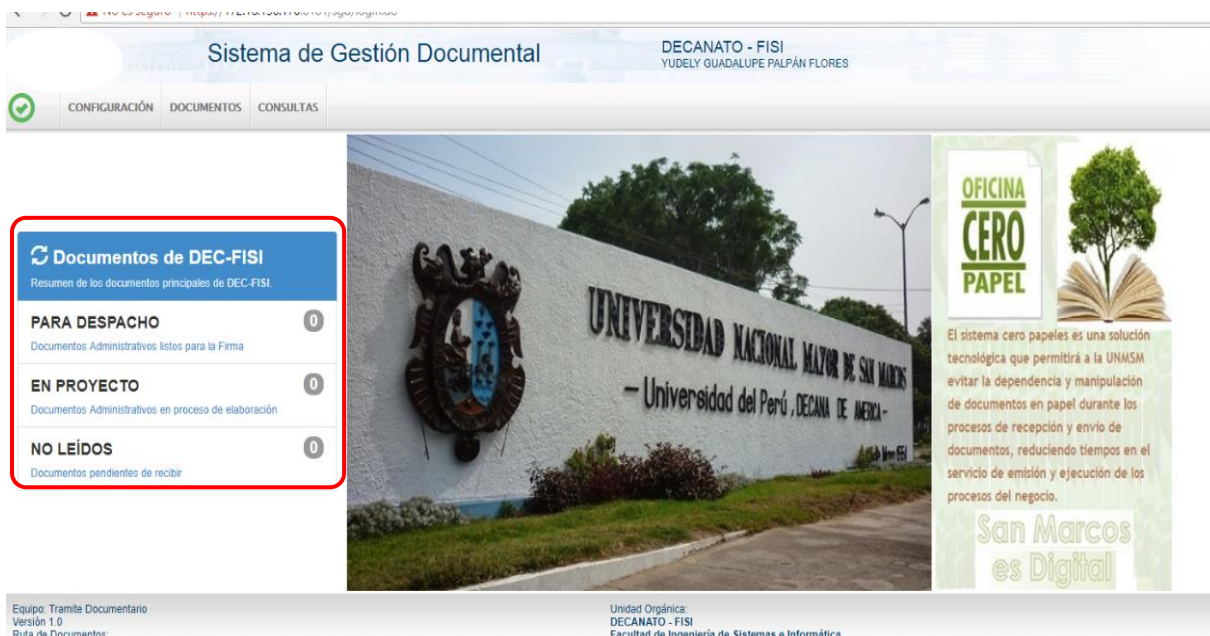 No es seguro
Sistema de Gestión Documental
DECANATO - FISI
YUDELY GUADALUPE PALPÁN FLORES
CONFIGURACIÓN DOCUMENTOS CONSULTAS
Documentos de DEC-FISI
Resumen de los documentos principales de DEC-FISI.
PARA DESPACHO 0
Documentos Administrativos listos para la Firma
EN PROYECTO 0
Documentos Administrativos en proceso de elaboración
NO LEÍDOS 0
Documentos pendientes de recibir
UNIVERSIDAD NACIONAL MAYOR DE SAN MARCOS
- Universidad del Perú, DECANA DE AMERICA -
OFICINA
CERO
PAPEL
El sistema cero papeles es una solución
tecnológica que permitirá a la UNMSM
evitar la dependencia y manipulación
de documentos en papel durante los
procesos de recepción y envío de
documentos, reduciendo tiempos en el
servicio de emisión y ejecución de los
procesos del negocio.
San Marcos
es Digital
Equipo: Tramite Documentario
Versión 1.0
Ruta de Documentos:
Unidad Orgánica:
DECANATO - FISI
Facultad de Ingeniería de Sistemas e Informática